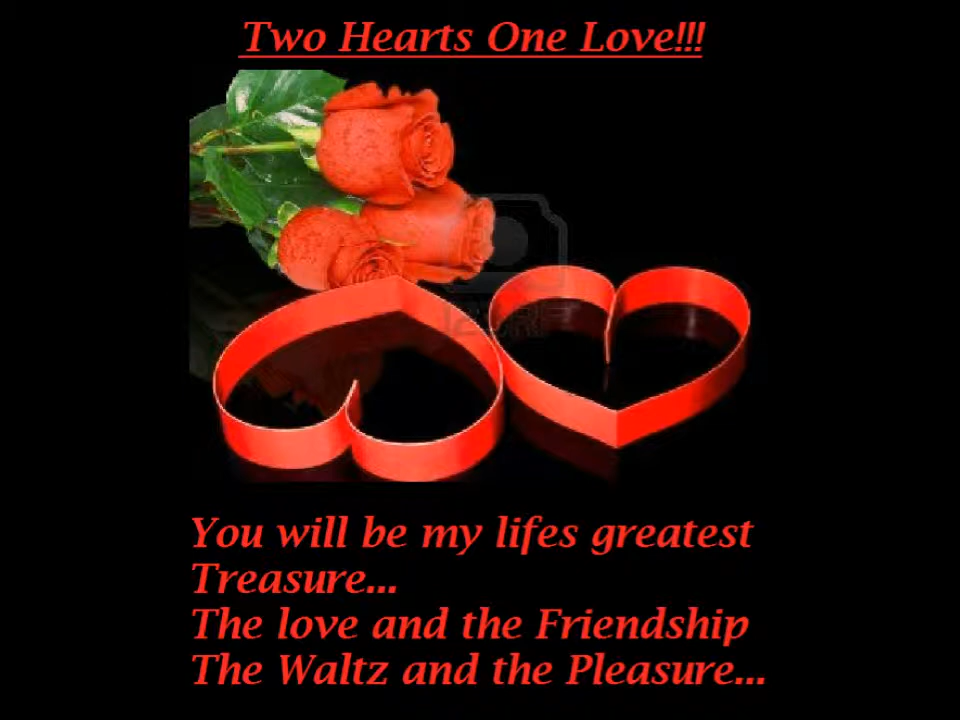 Two Hearts One Love!!!
You will be my lifes greatest
Treasure...
The love and the Friendship
The Waltz and the Pleasure...